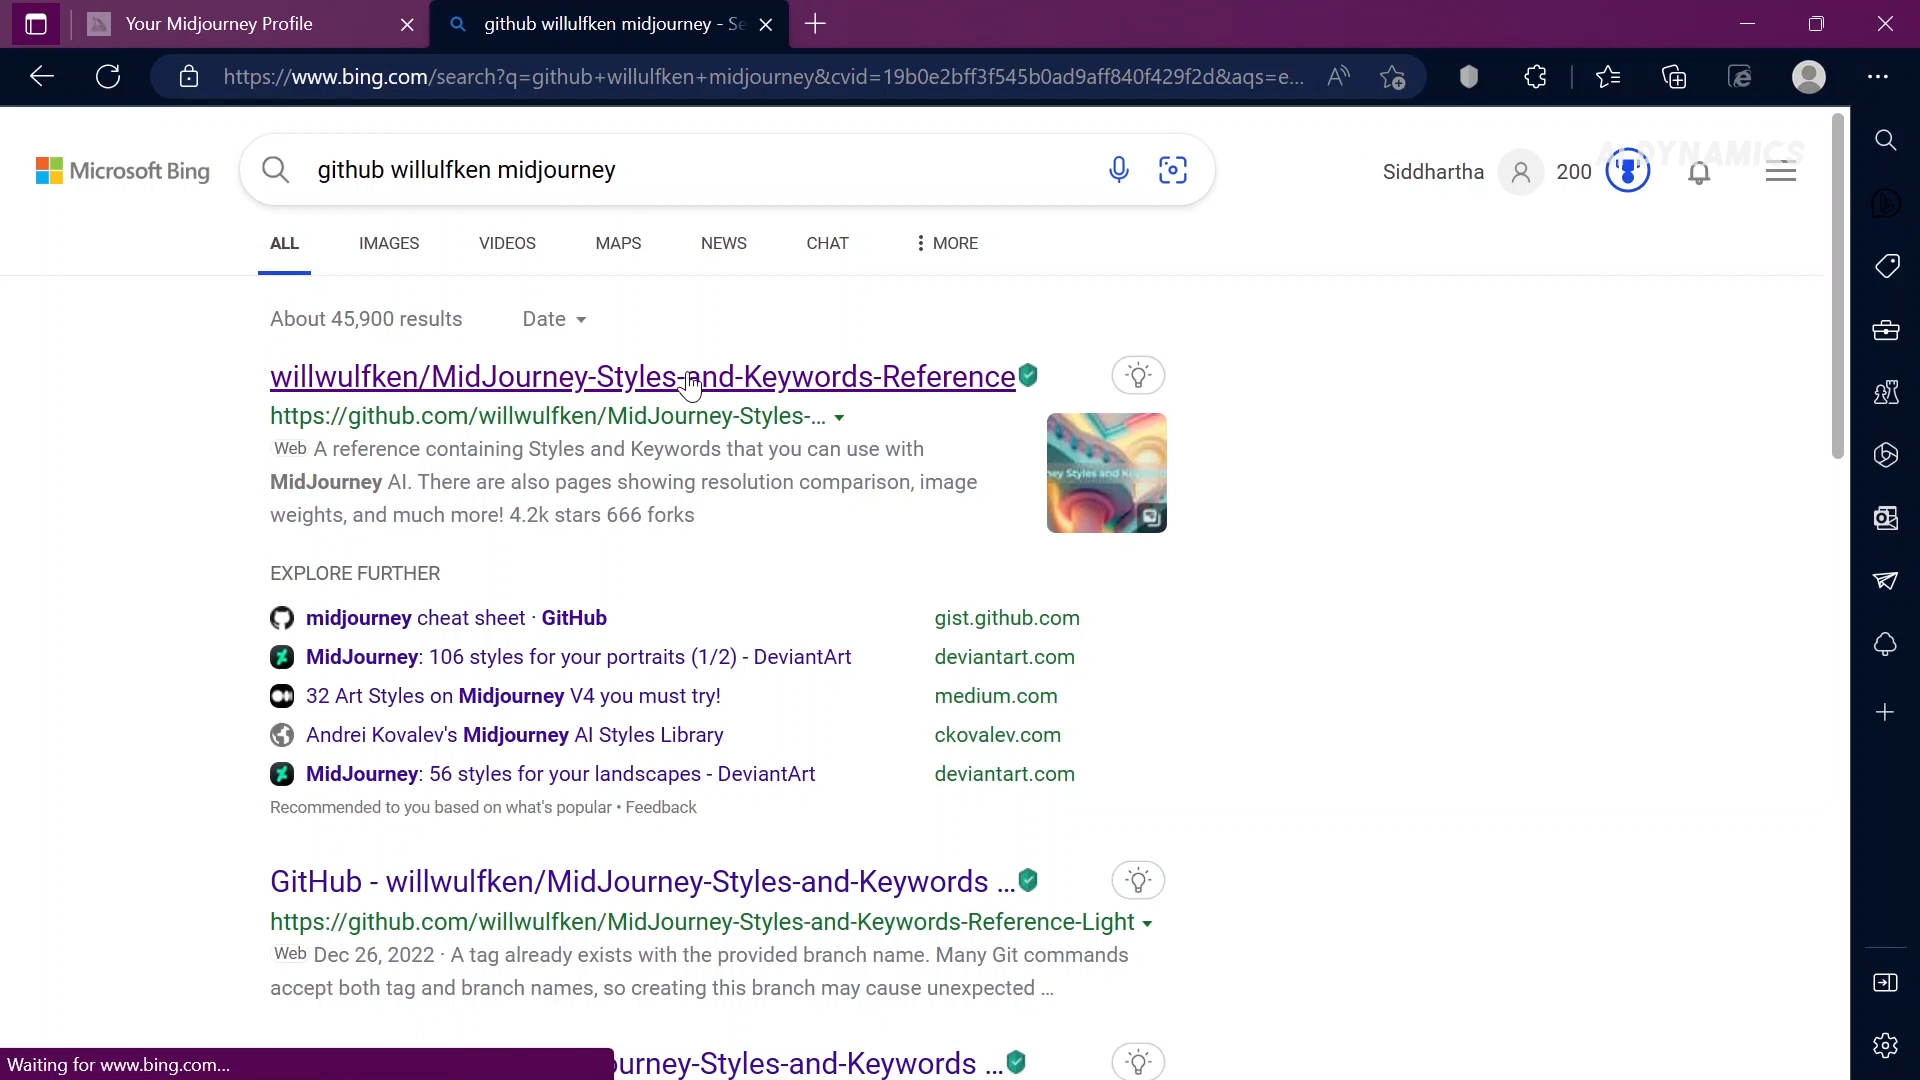 Your Midjourney Profile
github willulfken midjourney - Se
https://www.bing.com/search?q=github+willulfken+midjourney&cvid=19b0e2bff3f545b0ad9aff840f429f2d&aqs=e...
Microsoft Bing
github willulfken midjourney
Siddhartha
200
AI DYNAMICS
ALL
IMAGES
VIDEOS
MAPS
NEWS
CHAT
MORE
About 45,900 results
Date
willwulfken/MidJourney-Styles-and-Keywords-Reference
https://github.com/willwulfken/MidJourney-Styles-...
Web A reference containing Styles and Keywords that you can use with
MidJourney AI. There are also pages showing resolution comparison, image
weights, and much more! 4.2k stars 666 forks
ney Styles and Key
EXPLORE FURTHER
midjourney cheat sheet · GitHub
gist.github.com
MidJourney: 106 styles for your portraits (1/2) - DeviantArt
deviantart.com
32 Art Styles on Midjourney V4 you must try!
medium.com
Andrei Kovalev's Midjourney AI Styles Library
ckovalev.com
MidJourney: 56 styles for your landscapes - DeviantArt
deviantart.com
Recommended to you based on what's popular • Feedback
GitHub - willwulfken/MidJourney-Styles-and-Keywords ...
https://github.com/willwulfken/MidJourney-Styles-and-Keywords-Reference-Light
Web Dec 26, 2022 · A tag already exists with the provided branch name. Many Git commands
accept both tag and branch names, so creating this branch may cause unexpected ...
ourney-Styles-and-Keywords ...
Waiting for www.bing.com...